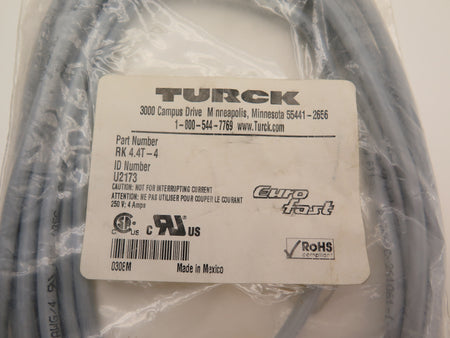 TURCK
3000 Campus Drive Minneapolis, Minnesota 55441-2656
1-800-544-7769 www.Turck.com
Part Number
RK 4.4T-4
ID Number
U2173
CAUTION: NOT FOR INTERRUPTING CURRENT
ATTENTION: NE PAS UTILISER POUR COUPER LE COURANT
250 V: 4 Amps
Euro fast
C US
RoHS
compliant
030EM
Made in Mexico